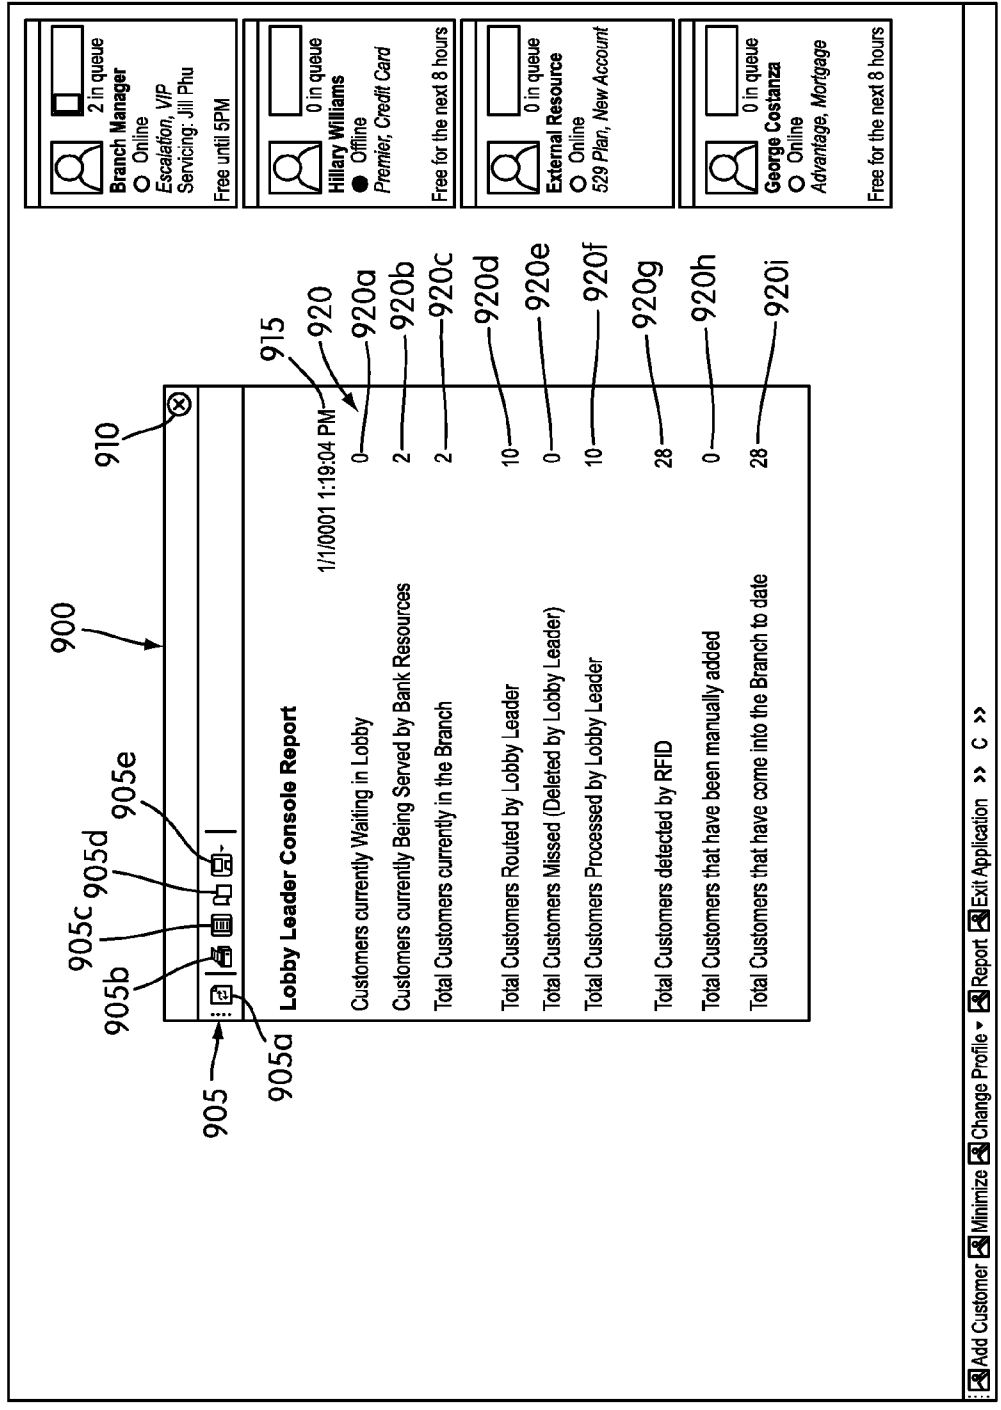 900
910
905
905a
905b
905c
905d
905e
Lobby Leader Console Report
1/1/0001 1:19:04 PM
915
920
Customers currently Waiting in Lobby 0 920a
Customers currently Being Served by Bank Resources 2 920b
Total Customers currently in the Branch 2 920c
Total Customers Routed by Lobby Leader 10 920d
Total Customers Missed (Deleted by Lobby Leader) 0 920e
Total Customers Processed by Lobby Leader 10 920f
Total Customers detected by RFID 28 920g
Total Customers that have been manually added 0 920h
Total Customers that have come into the Branch to date 28 920i
2 in queue
Branch Manager
Online
Escalation, VIP
Servicing: Jill Phu
Free until 5PM
0 in queue
Hillary Williams
Offline
Premier, Credit Card
Free for the next 8 hours
0 in queue
External Resource
Online
529 Plan, New Account
0 in queue
George Costanza
Online
Advantage, Mortgage
Free for the next 8 hours
Add Customer Minimize Change Profile Report Exit Application >> C >>